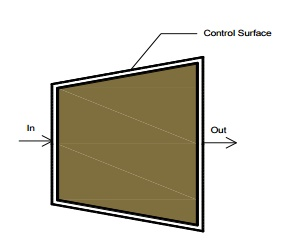 Control Surface
In
Out